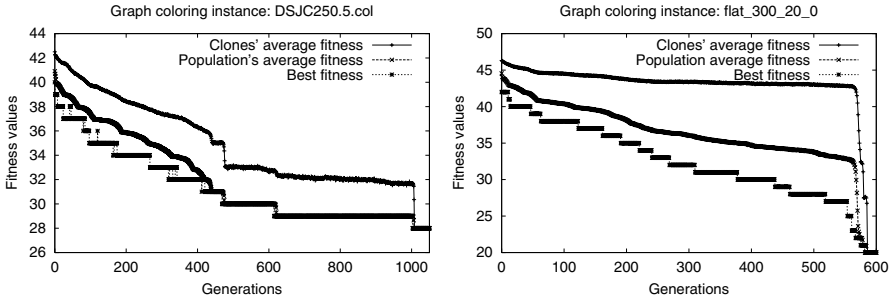 Graph coloring instance: DSJC250.5.col
44
42
40
38
36
34
32
30
28
26
Fitness values
Clones' average fitness
Population's average fitness
Best fitness
0
200
400
600
800
1000
Generations
Graph coloring instance: flat_300_20_0
50
45
40
35
30
25
20
Fitness values
Clones' average fitness
Population average fitness
Best fitness
0
100
200
300
400
500
600
Generations